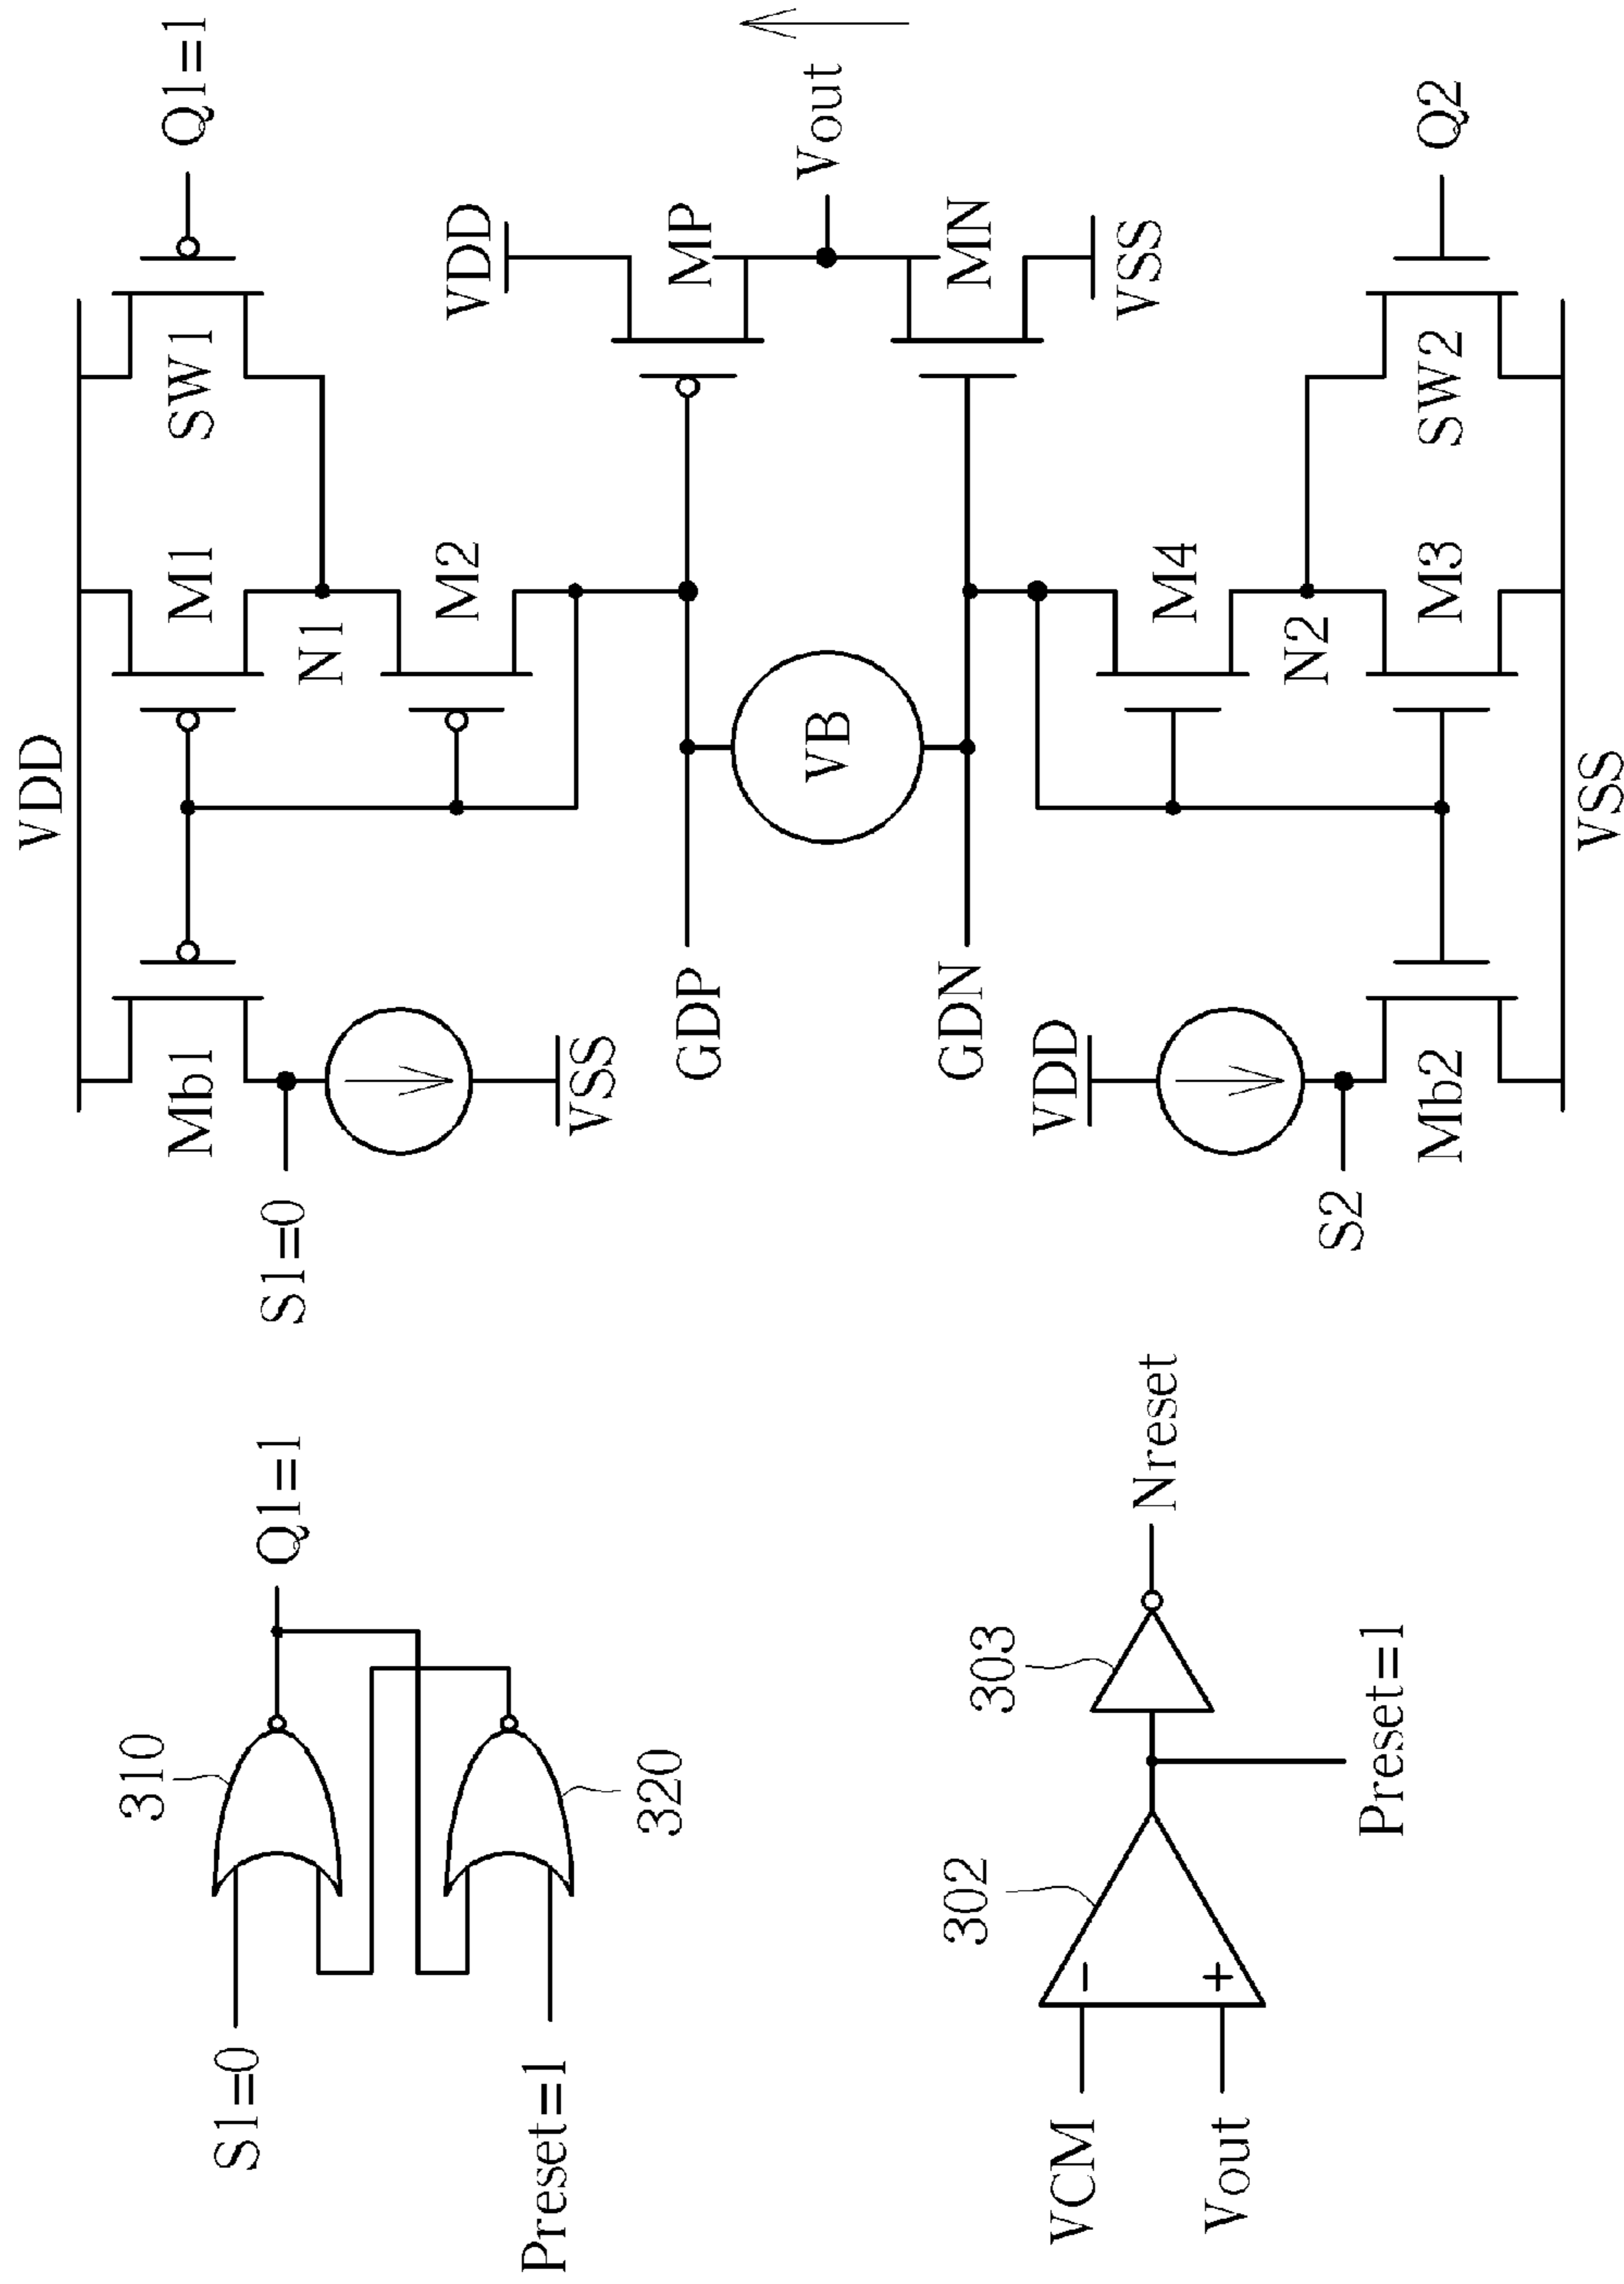 310
S1=0
Q1=1
Preset=1
320
302
303
VCM
Vout
Nreset
Preset=1
VDD
Mb1
M1
SW1
Q1=1
S1=0
N1
M2
VSS
VDD
MP
GDP
VB
Vout
GDN
MN
VSS
VDD
M4
N2
S2
Mb2
M3
SW2
Q2
VSS